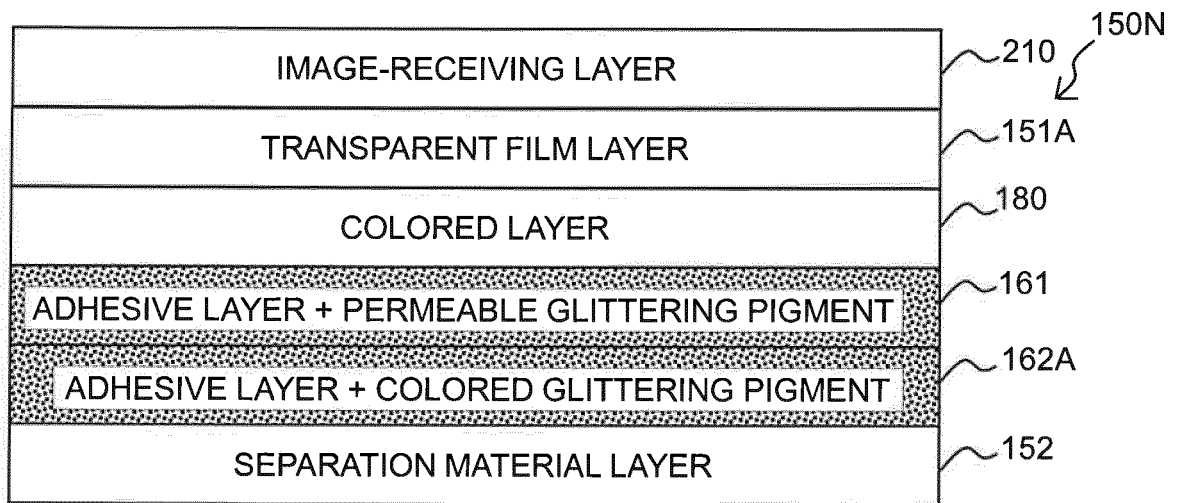 150N
IMAGE-RECEIVING LAYER 210
TRANSPARENT FILM LAYER 151A
COLORED LAYER 180
ADHESIVE LAYER + PERMEABLE GLITTERING PIGMENT 161
ADHESIVE LAYER + COLORED GLITTERING PIGMENT 162A
SEPARATION MATERIAL LAYER 152